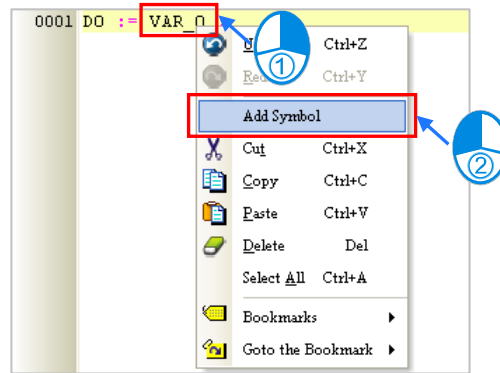 0001 DO := VAR_0
Ctrl+Z
①
Redo Ctrl+Y
Add Symbol
②
Cut Ctrl+X
Copy Ctrl+C
Paste Ctrl+V
Delete Del
Select All Ctrl+A
Bookmarks
Goto the Bookmark